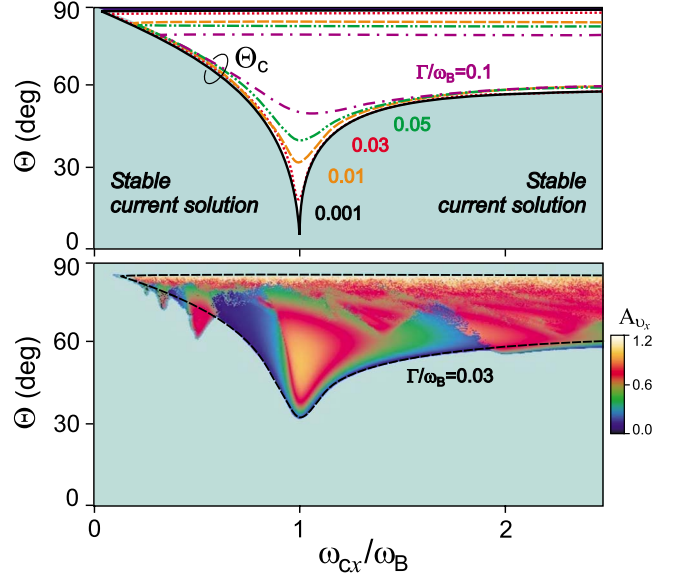 90
60
30
0
Θ (deg)
Θc
Γ/ωB=0.1
0.05
0.03
0.01
0.001
Stable
current solution
Stable
current solution
90
60
30
0
Θ (deg)
Γ/ωB=0.03
Aυx
1.2
0.6
0.0
0
1
2
ωcx/ωB